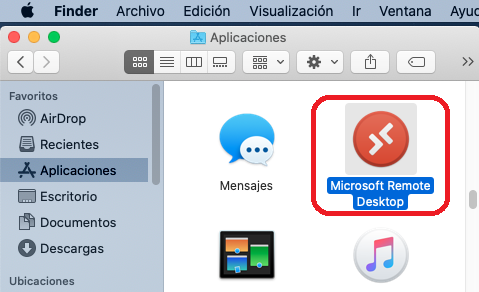 Finder Archivo Edición Visualización Ir Ventana Ayu
Aplicaciones
Favoritos
AirDrop
Recientes
Aplicaciones
Escritorio
Documentos
Descargas
Ubicaciones
Mensajes
Microsoft Remote
Desktop